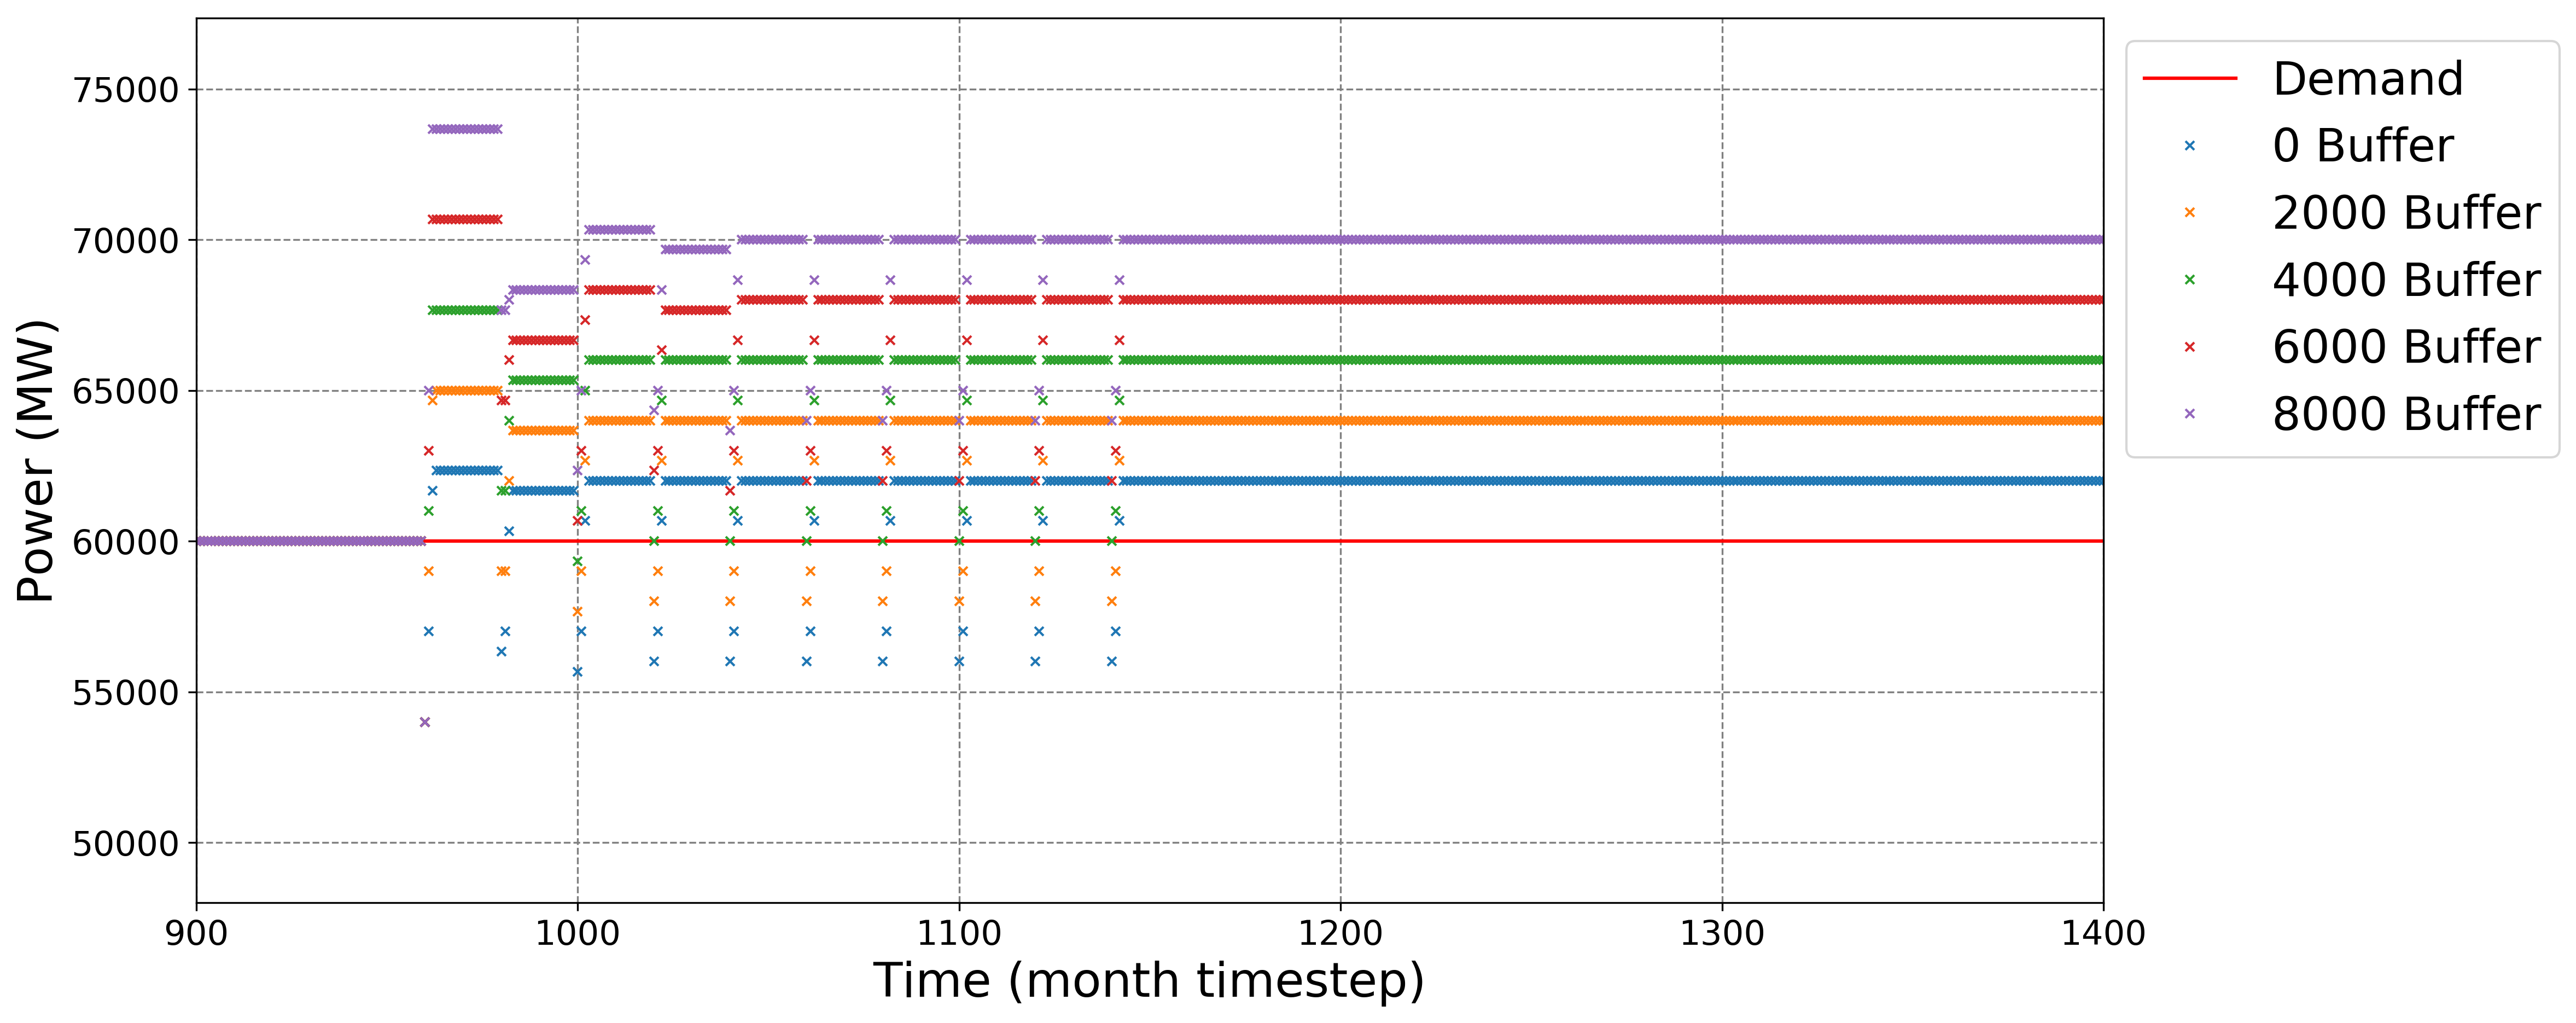 75000
70000
65000
60000
55000
50000
Power (MW)
900
1000
1100
1200
1300
1400
Time (month timestep)
Demand
0 Buffer
2000 Buffer
4000 Buffer
6000 Buffer
8000 Buffer